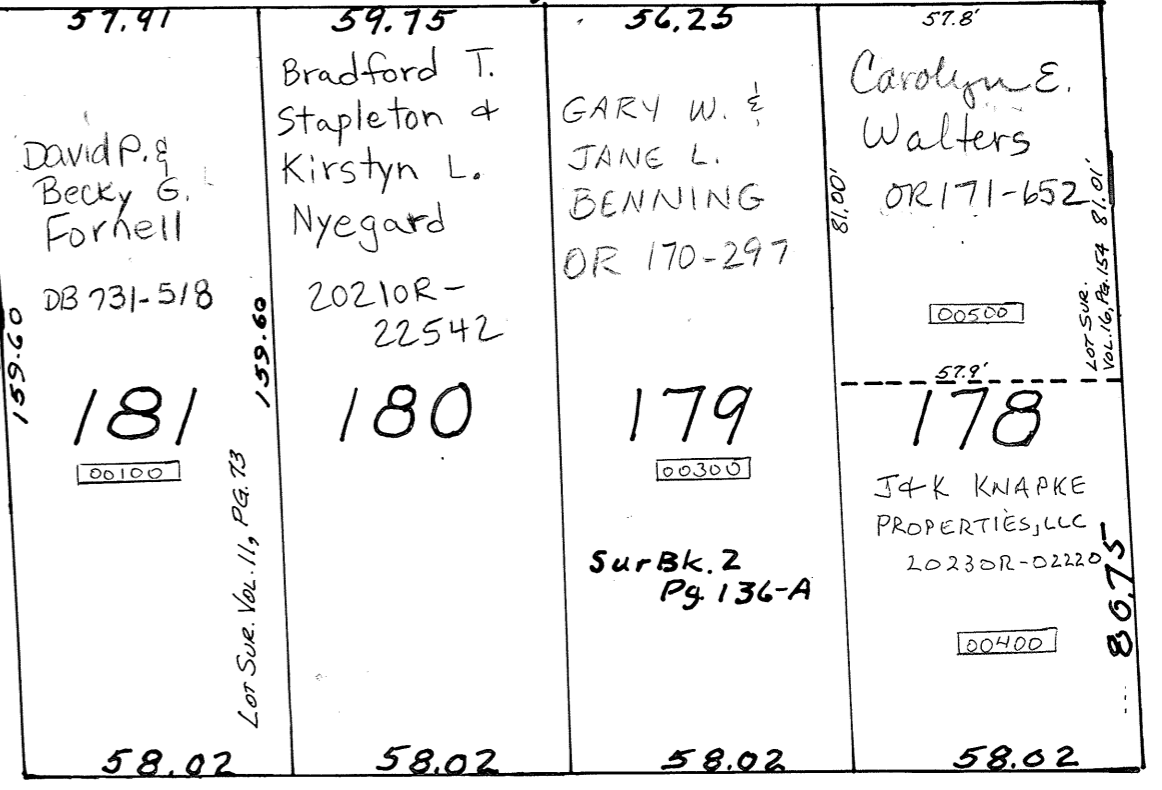 57.91
David P. &
Becky G.
Fornell
DB 731-518
159.60
159.60
181
00100
LOT SUR. VOL. 11, PG. 73
58.02
59.75
Bradford T.
Stapleton &
Kirstyn L.
Nyegard
2021OR-
22542
180
58.02
56.25
GARY W. &
JANE L.
BENNING
OR 170-297
179
00300
Sur Bk. 2
Pg. 136-A
58.02
57.8'
Carolyn E.
Walters
OR 171-652
81.00'
81.01'
LOT SUR.
VOL. 16, PG. 154
00500
57.9'
178
J&K KNAPKE
PROPERTIES, LLC
2023OR-02220
80.75
00400
58.02